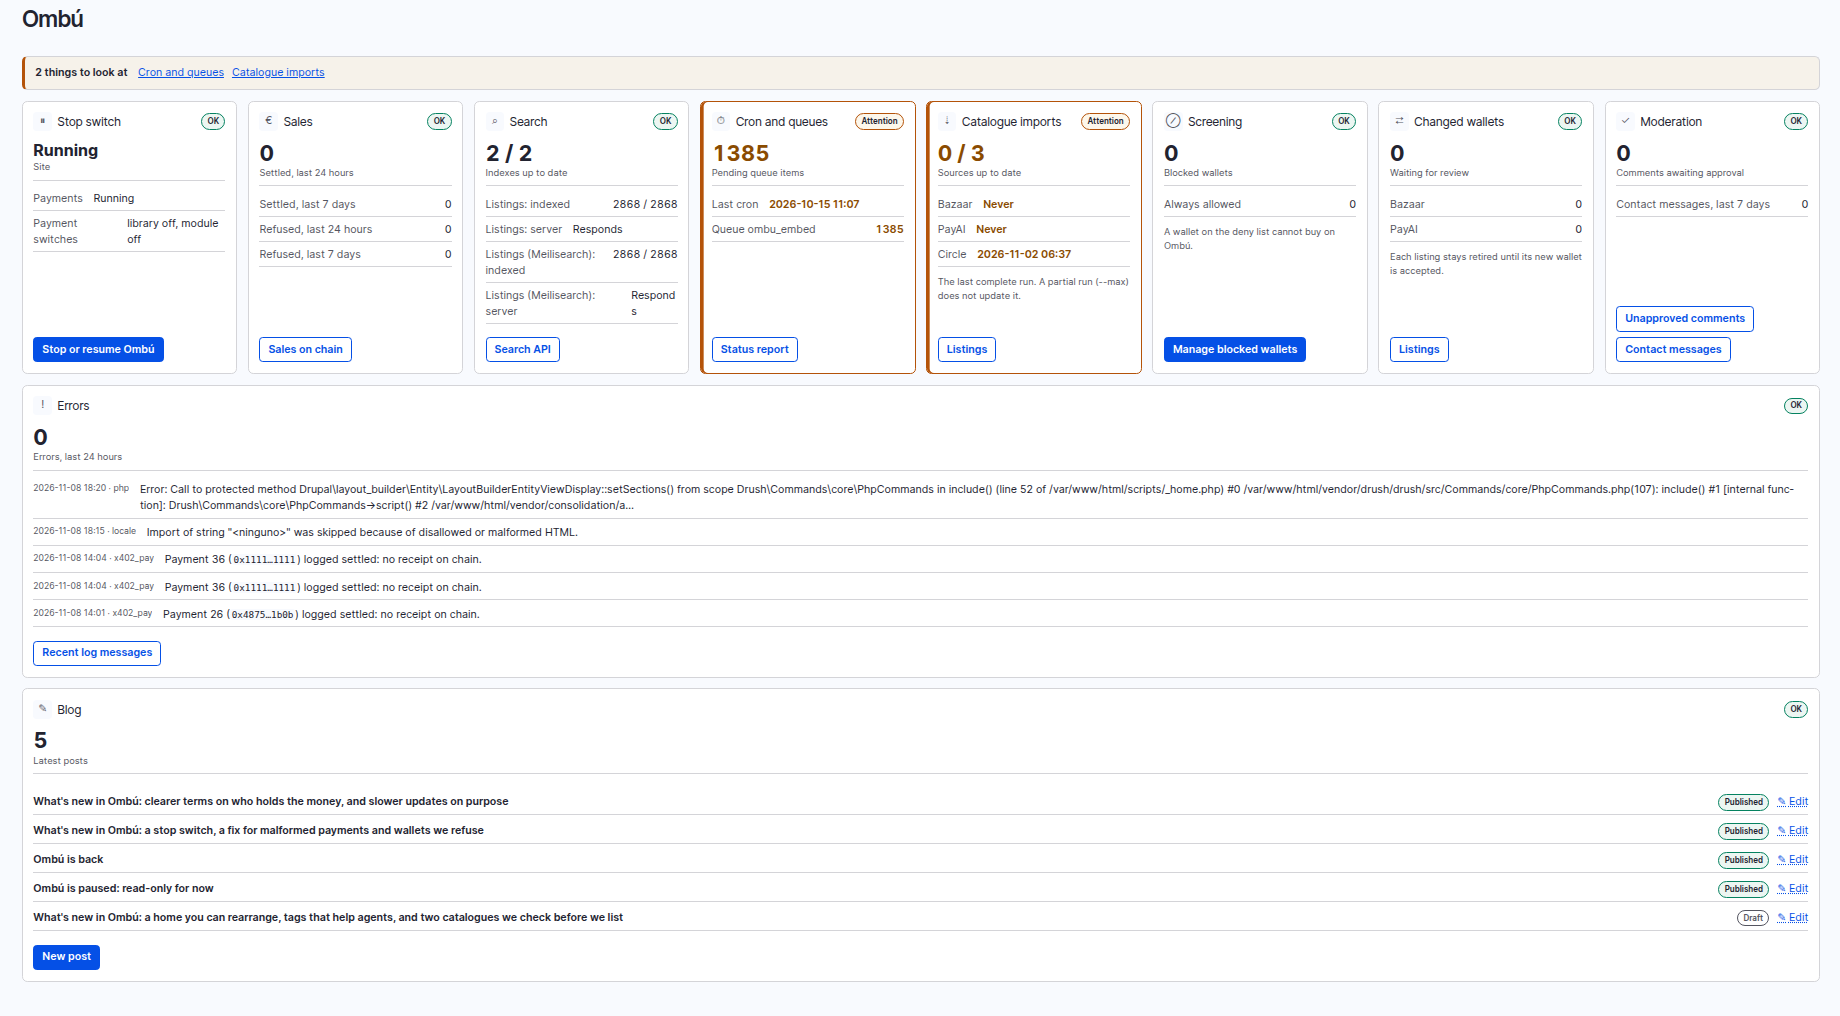 Ombú
2 things to look at Cron and queues Catalogue imports
Stop switch OK
Running
Site
Payments Running
Payment switches library off, module off
Stop or resume Ombú
€ Sales OK
0
Settled, last 24 hours
Settled, last 7 days 0
Refused, last 24 hours 0
Refused, last 7 days 0
Sales on chain
Search OK
2 / 2
Indexes up to date
Listings: indexed 2868 / 2868
Listings: server Responds
Listings (Meilisearch): indexed 2868 / 2868
Listings (Meilisearch): server Responds
Search API
Cron and queues Attention
1385
Pending queue items
Last cron 2026-10-15 11:07
Queue ombu_embed 1385
Status report
Catalogue imports Attention
0 / 3
Sources up to date
Bazaar Never
PayAI Never
Circle 2026-11-02 06:37
The last complete run. A partial run (--max)
does not update it.
Listings
Screening OK
0
Blocked wallets
Always allowed 0
A wallet on the deny list cannot buy on
Ombú.
Manage blocked wallets
Changed wallets OK
0
Waiting for review
Bazaar 0
PayAI 0
Each listing stays retired until its new wallet
is accepted.
Listings
Moderation OK
0
Comments awaiting approval
Contact messages, last 7 days 0
Unapproved comments
Contact messages
! Errors OK
0
Errors, last 24 hours
2026-11-08 18:20 · php Error: Call to protected method Drupal\layout_builder\Entity\LayoutBuilderEntityViewDisplay::setSections() from scope Drush\Commands\core\PhpCommands in include() (line 52 of /var/www/html/scripts/_home.php) #0 /var/www/html/vendor/drush/drush/src/Commands/core/PhpCommands.php(107): include() #1 [internal func-
tion]: Drush\Commands\core\PhpCommands->script() #2 /var/www/html/vendor/consolidation/a...
2026-11-08 18:15 · locale Import of string "<ninguno>" was skipped because of disallowed or malformed HTML.
2026-11-08 14:04 · x402_pay Payment 36 (0x1111…1111) logged settled: no receipt on chain.
2026-11-08 14:04 · x402_pay Payment 36 (0x1111…1111) logged settled: no receipt on chain.
2026-11-08 14:01 · x402_pay Payment 26 (0x4875…1b0b) logged settled: no receipt on chain.
Recent log messages
Blog OK
5
Latest posts
What's new in Ombú: clearer terms on who holds the money, and slower updates on purpose Published Edit
What's new in Ombú: a stop switch, a fix for malformed payments and wallets we refuse Published Edit
Ombú is back Published Edit
Ombú is paused: read-only for now Published Edit
What's new in Ombú: a home you can rearrange, tags that help agents, and two catalogues we check before we list Draft Edit
New post